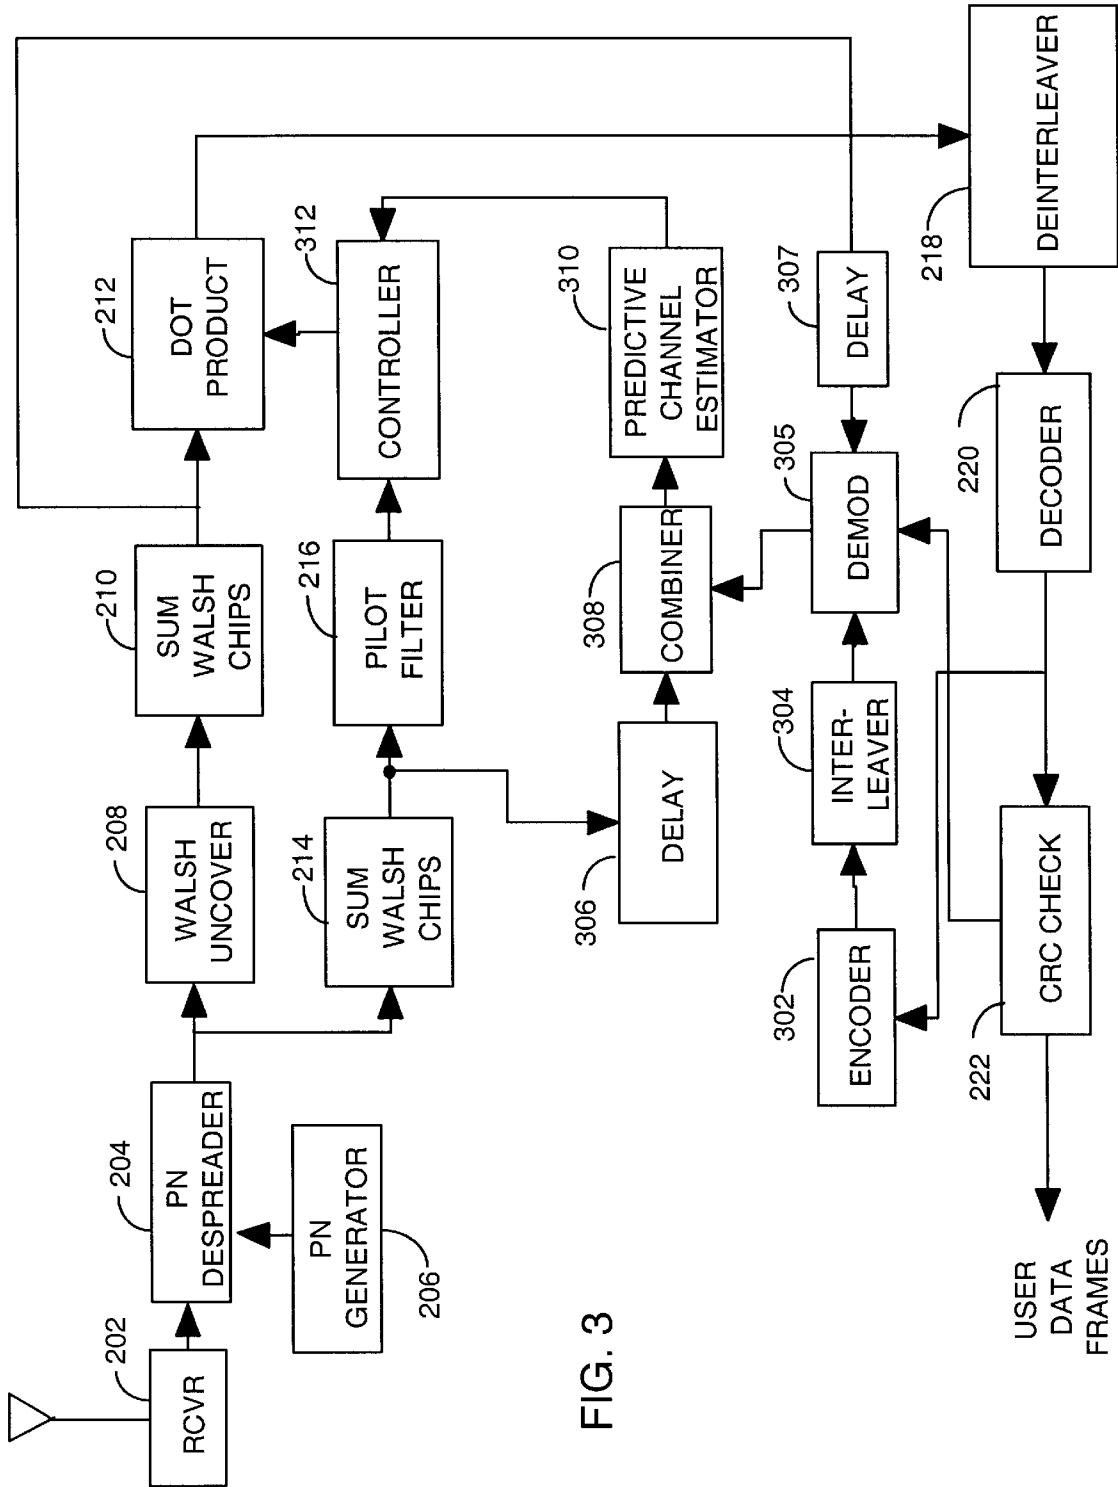 202
RCVR
204
PN
DESPREADER
PN
GENERATOR
206
208
WALSH
UNCOVER
210
SUM
WALSH
CHIPS
212
DOT
PRODUCT
214
SUM
WALSH
CHIPS
216
PILOT
FILTER
312
CONTROLLER
306
DELAY
308
COMBINER
310
PREDICTIVE
CHANNEL
ESTIMATOR
302
ENCODER
304
INTER-
LEAVER
305
DEMOD
307
DELAY
USER
DATA
FRAMES
222
CRC CHECK
220
DECODER
218
DEINTERLEAVER
FIG. 3